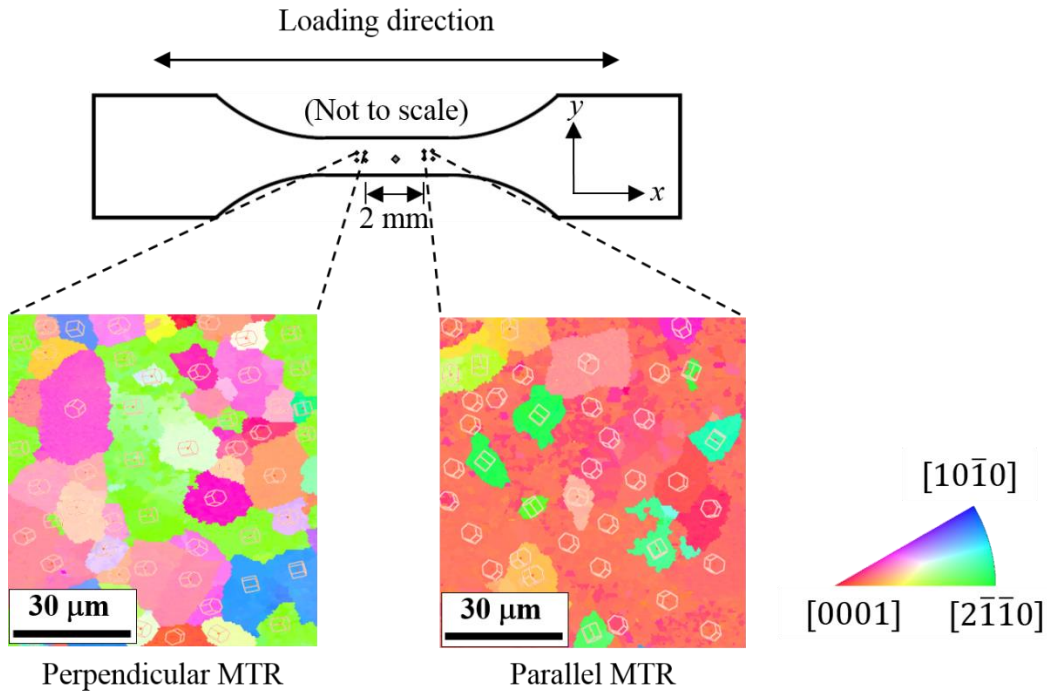 Loading direction
(Not to scale)
y
x
2 mm
30 μm
30 μm
[101̄0]
[0001]
[21̄1̄0]
Perpendicular MTR
Parallel MTR